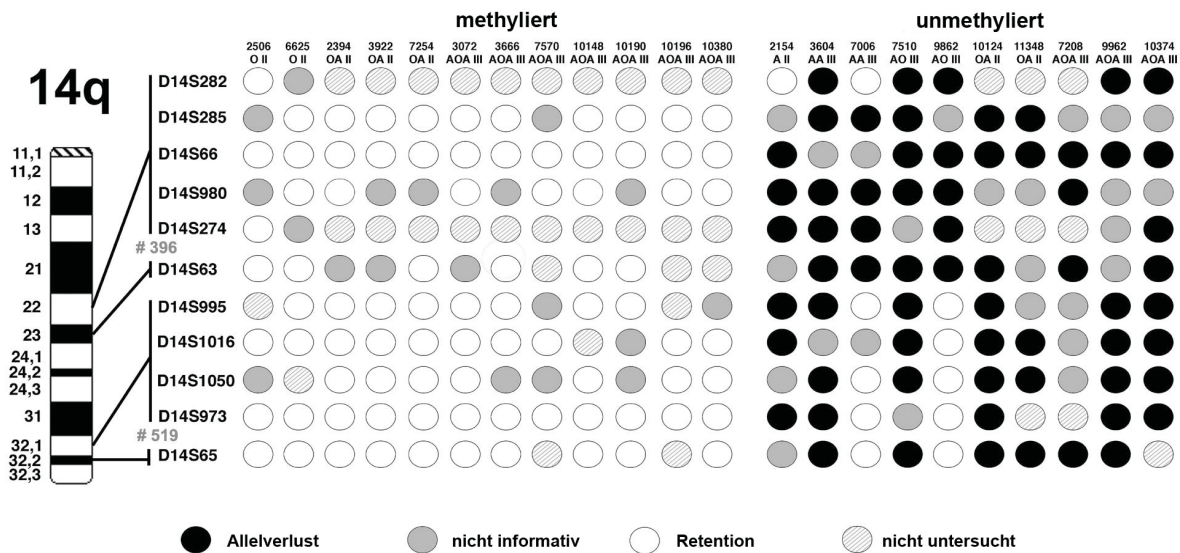 methyliert
unmethyliert
2506 6625 2394 3922 7254 3072 3666 7570 10148 10190 10196 10380
O II O II OA II OA II OA II AOA III AOA III AOA III AOA III AOA III AOA III AOA III
2154 3604 7006 7510 9862 10124 11348 7208 9962 10374
A II AA III AA III AO III AO III OA II OA II AOA III AOA III AOA III
14q
D14S282
D14S285
D14S66
D14S980
D14S274
# 396
D14S63
D14S995
D14S1016
D14S1050
D14S973
# 519
D14S65
11,1
11,2
12
13
21
22
23
24,1
24,2
24,3
31
32,1
32,2
32,3
Allelverlust
nicht informativ
Retention
nicht untersucht